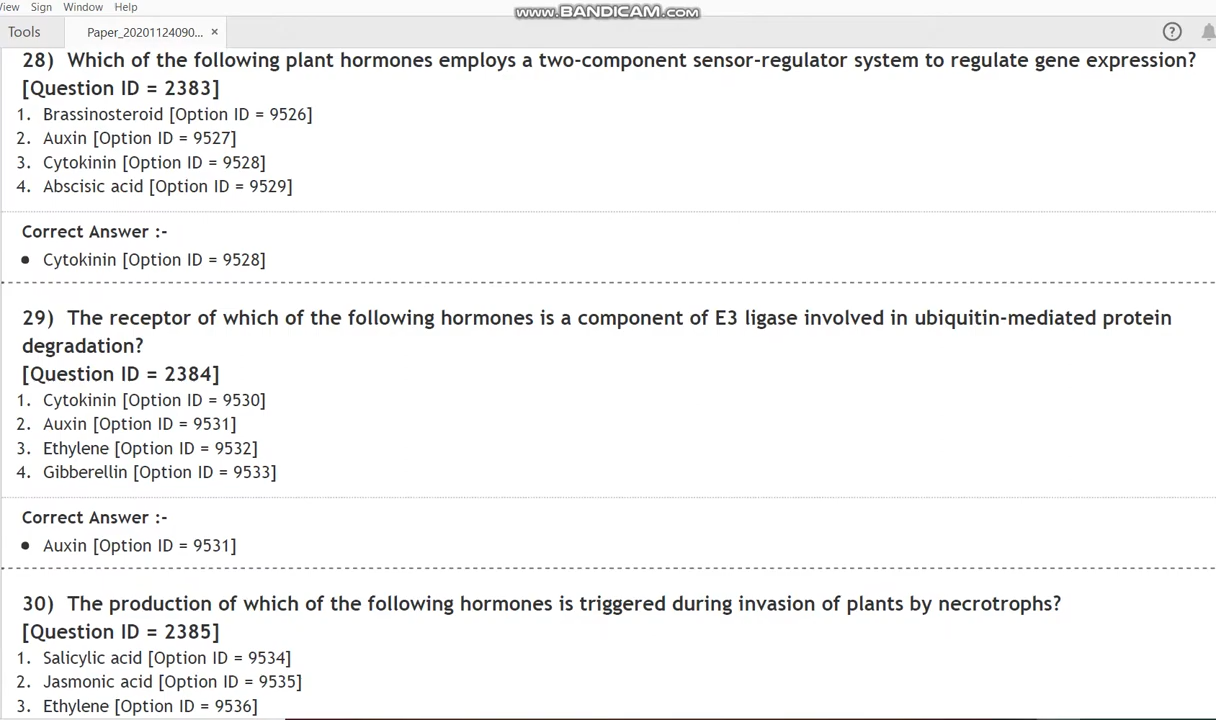 View Sign Window Help
www.BANDICAM.com
Tools Paper_20201124090... ×
28) Which of the following plant hormones employs a two-component sensor-regulator system to regulate gene expression?
[Question ID = 2383]
1. Brassinosteroid [Option ID = 9526]
2. Auxin [Option ID = 9527]
3. Cytokinin [Option ID = 9528]
4. Abscisic acid [Option ID = 9529]
Correct Answer :-
• Cytokinin [Option ID = 9528]
29) The receptor of which of the following hormones is a component of E3 ligase involved in ubiquitin-mediated protein
degradation?
[Question ID = 2384]
1. Cytokinin [Option ID = 9530]
2. Auxin [Option ID = 9531]
3. Ethylene [Option ID = 9532]
4. Gibberellin [Option ID = 9533]
Correct Answer :-
• Auxin [Option ID = 9531]
30) The production of which of the following hormones is triggered during invasion of plants by necrotrophs?
[Question ID = 2385]
1. Salicylic acid [Option ID = 9534]
2. Jasmonic acid [Option ID = 9535]
3. Ethylene [Option ID = 9536]